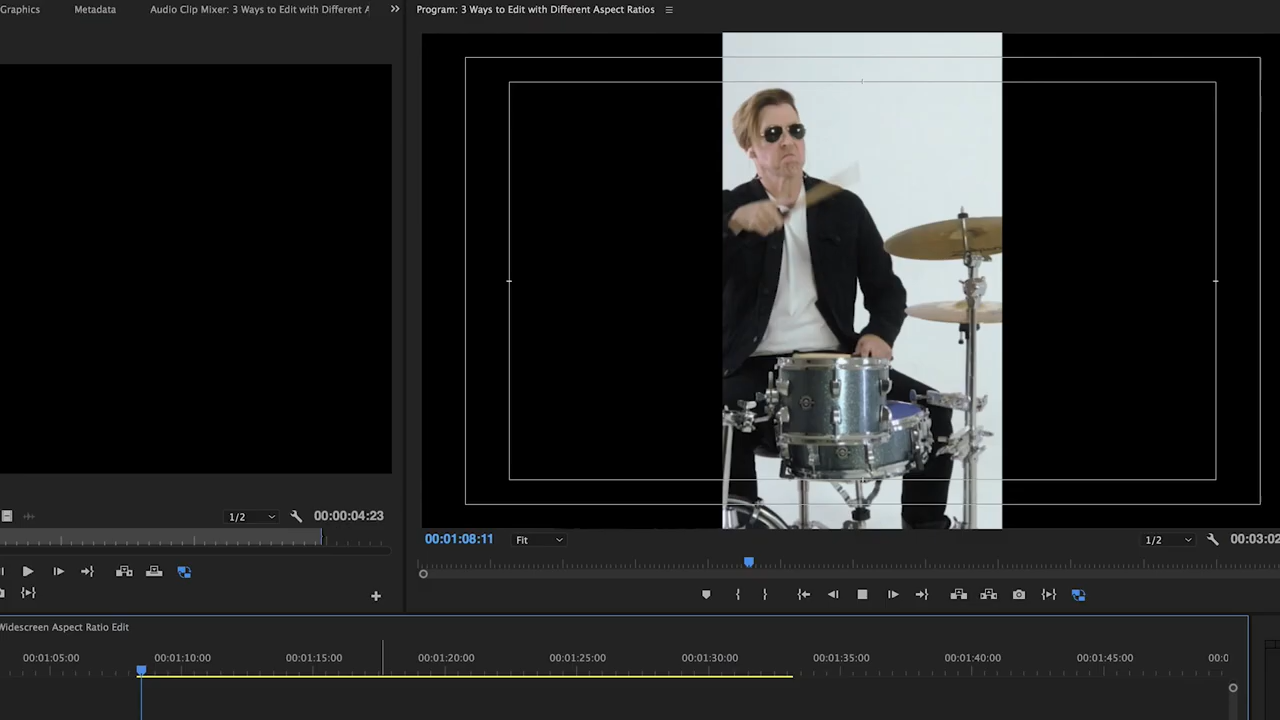 Graphics
Metadata
Audio Clip Mixer: 3 Ways to Edit with Different A
Program: 3 Ways to Edit with Different Aspect Ratios
1/2
00:00:04:23
00:01:08:11
Fit
1/2
00:03:02
Widescreen Aspect Ratio Edit
00:01:05:00
00:01:10:00
00:01:15:00
00:01:20:00
00:01:25:00
00:01:30:00
00:01:35:00
00:01:40:00
00:01:45:00
00:0